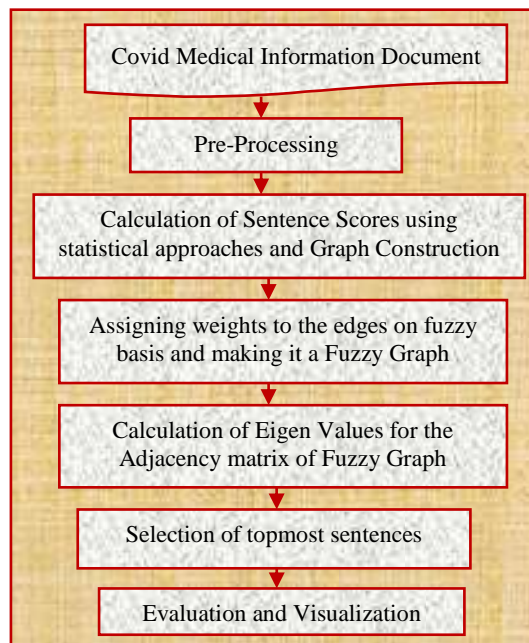 Covid Medical Information Document
Pre-Processing
Calculation of Sentence Scores using
statistical approaches and Graph Construction
Assigning weights to the edges on fuzzy
basis and making it a Fuzzy Graph
Calculation of Eigen Values for the
Adjacency matrix of Fuzzy Graph
Selection of topmost sentences
Evaluation and Visualization